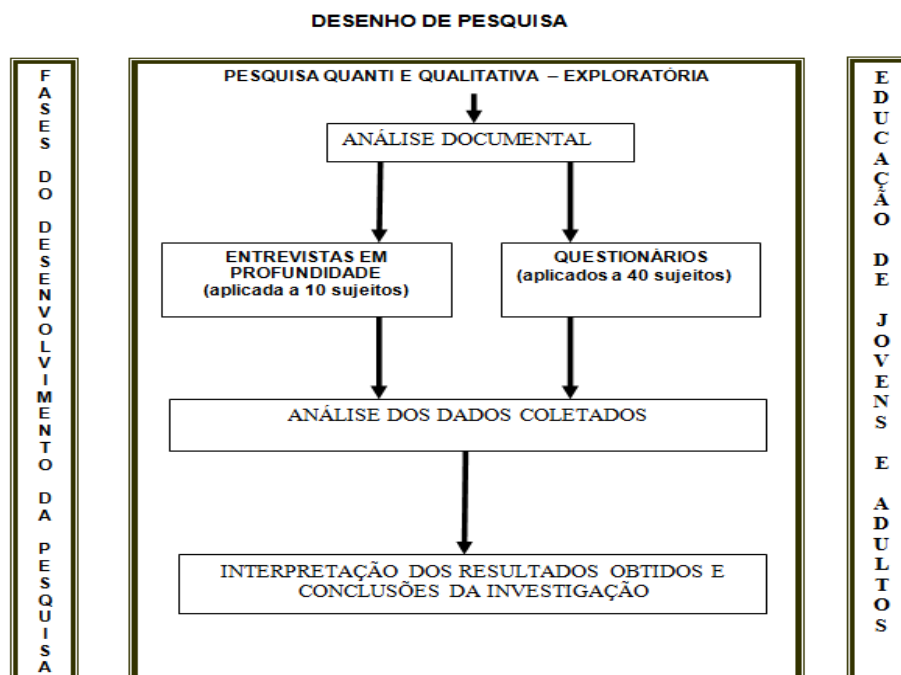 DESENHO DE PESQUISA
FASES DO DESENVOLVIMENTO DA PESQUISA
PESQUISA QUANTI E QUALITATIVA – EXPLORATÓRIA
ANÁLISE DOCUMENTAL
ENTREVISTAS EM
PROFUNDIDADE
(aplicada a 10 sujeitos)
QUESTIONÁRIOS
(aplicados a 40 sujeitos)
ANÁLISE DOS DADOS COLETADOS
INTERPRETAÇÃO DOS RESULTADOS OBTIDOS E
CONCLUSÕES DA INVESTIGAÇÃO
EDUCAÇÃO DE JOVENS E ADULTOS